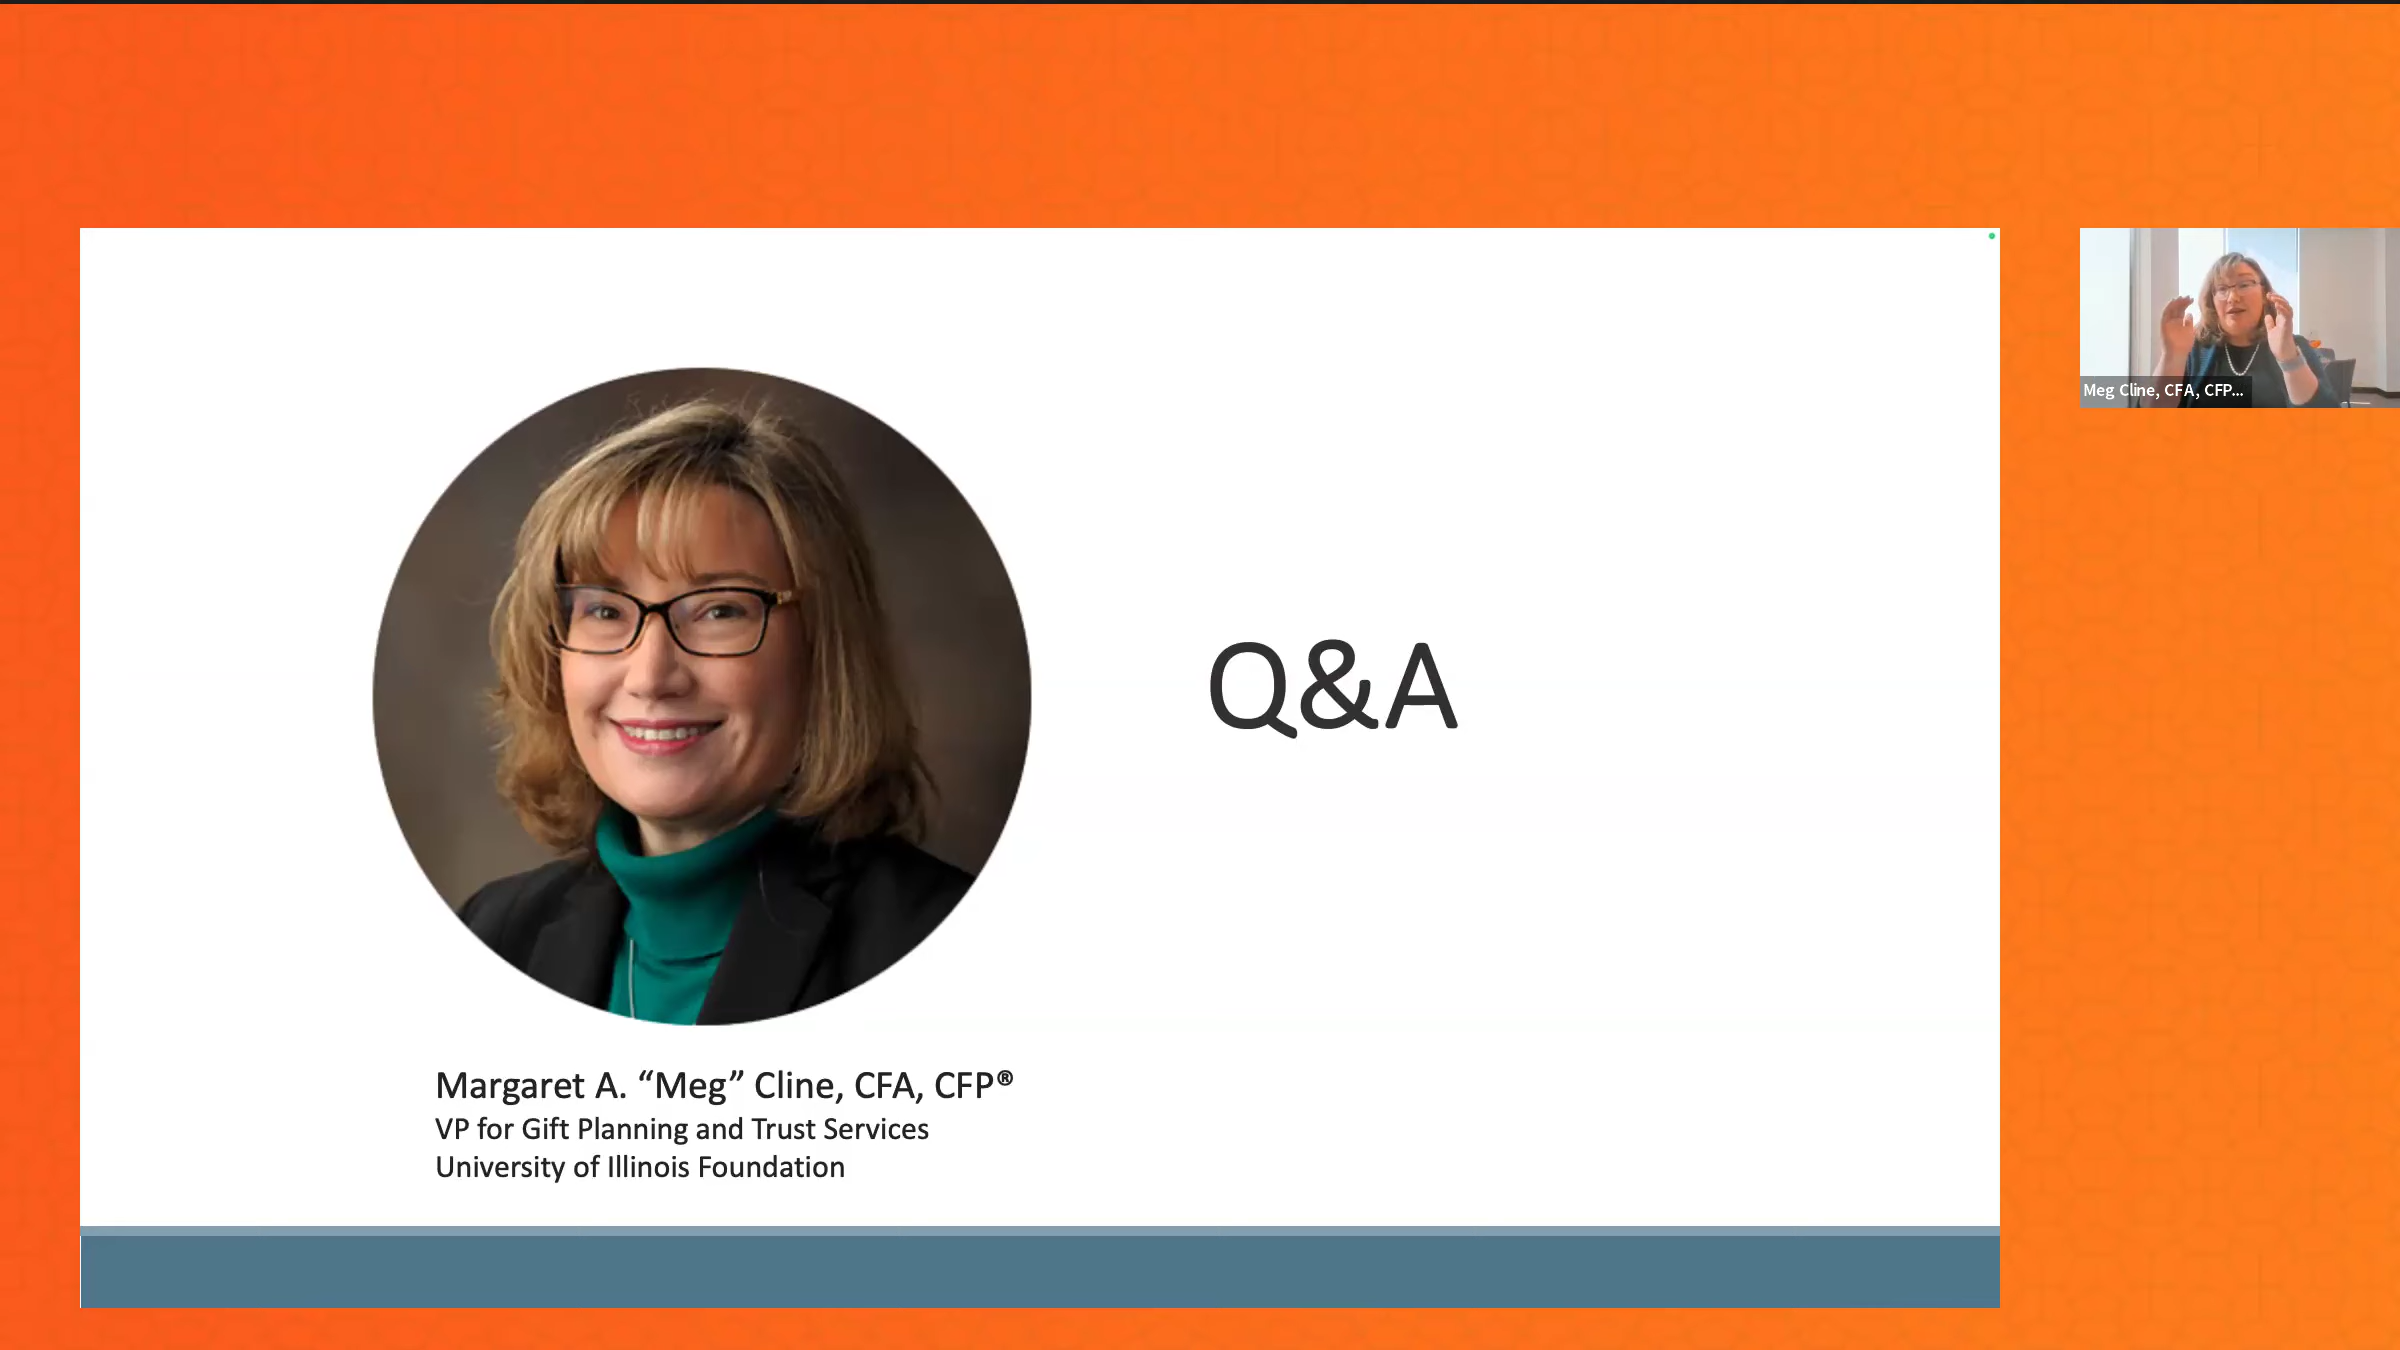 Q&A
Margaret A. “Meg” Cline, CFA, CFP®
VP for Gift Planning and Trust Services
University of Illinois Foundation
Meg Cline, CFA, CFP...